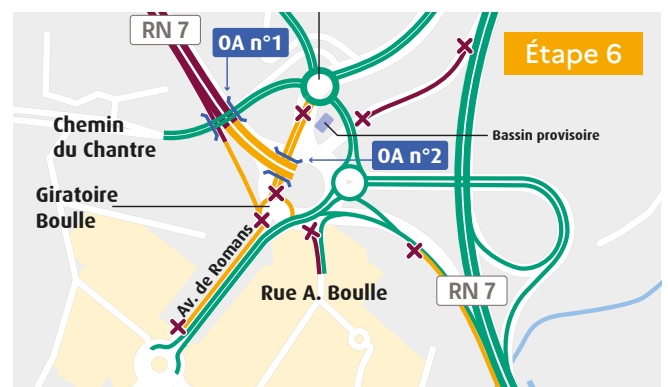 RN 7
OA n°1
Étape 6
Chemin
du Chantre
Bassin provisoire
OA n°2
Giratoire
Boulle
Av. de Romans
Rue A. Boulle
RN 7